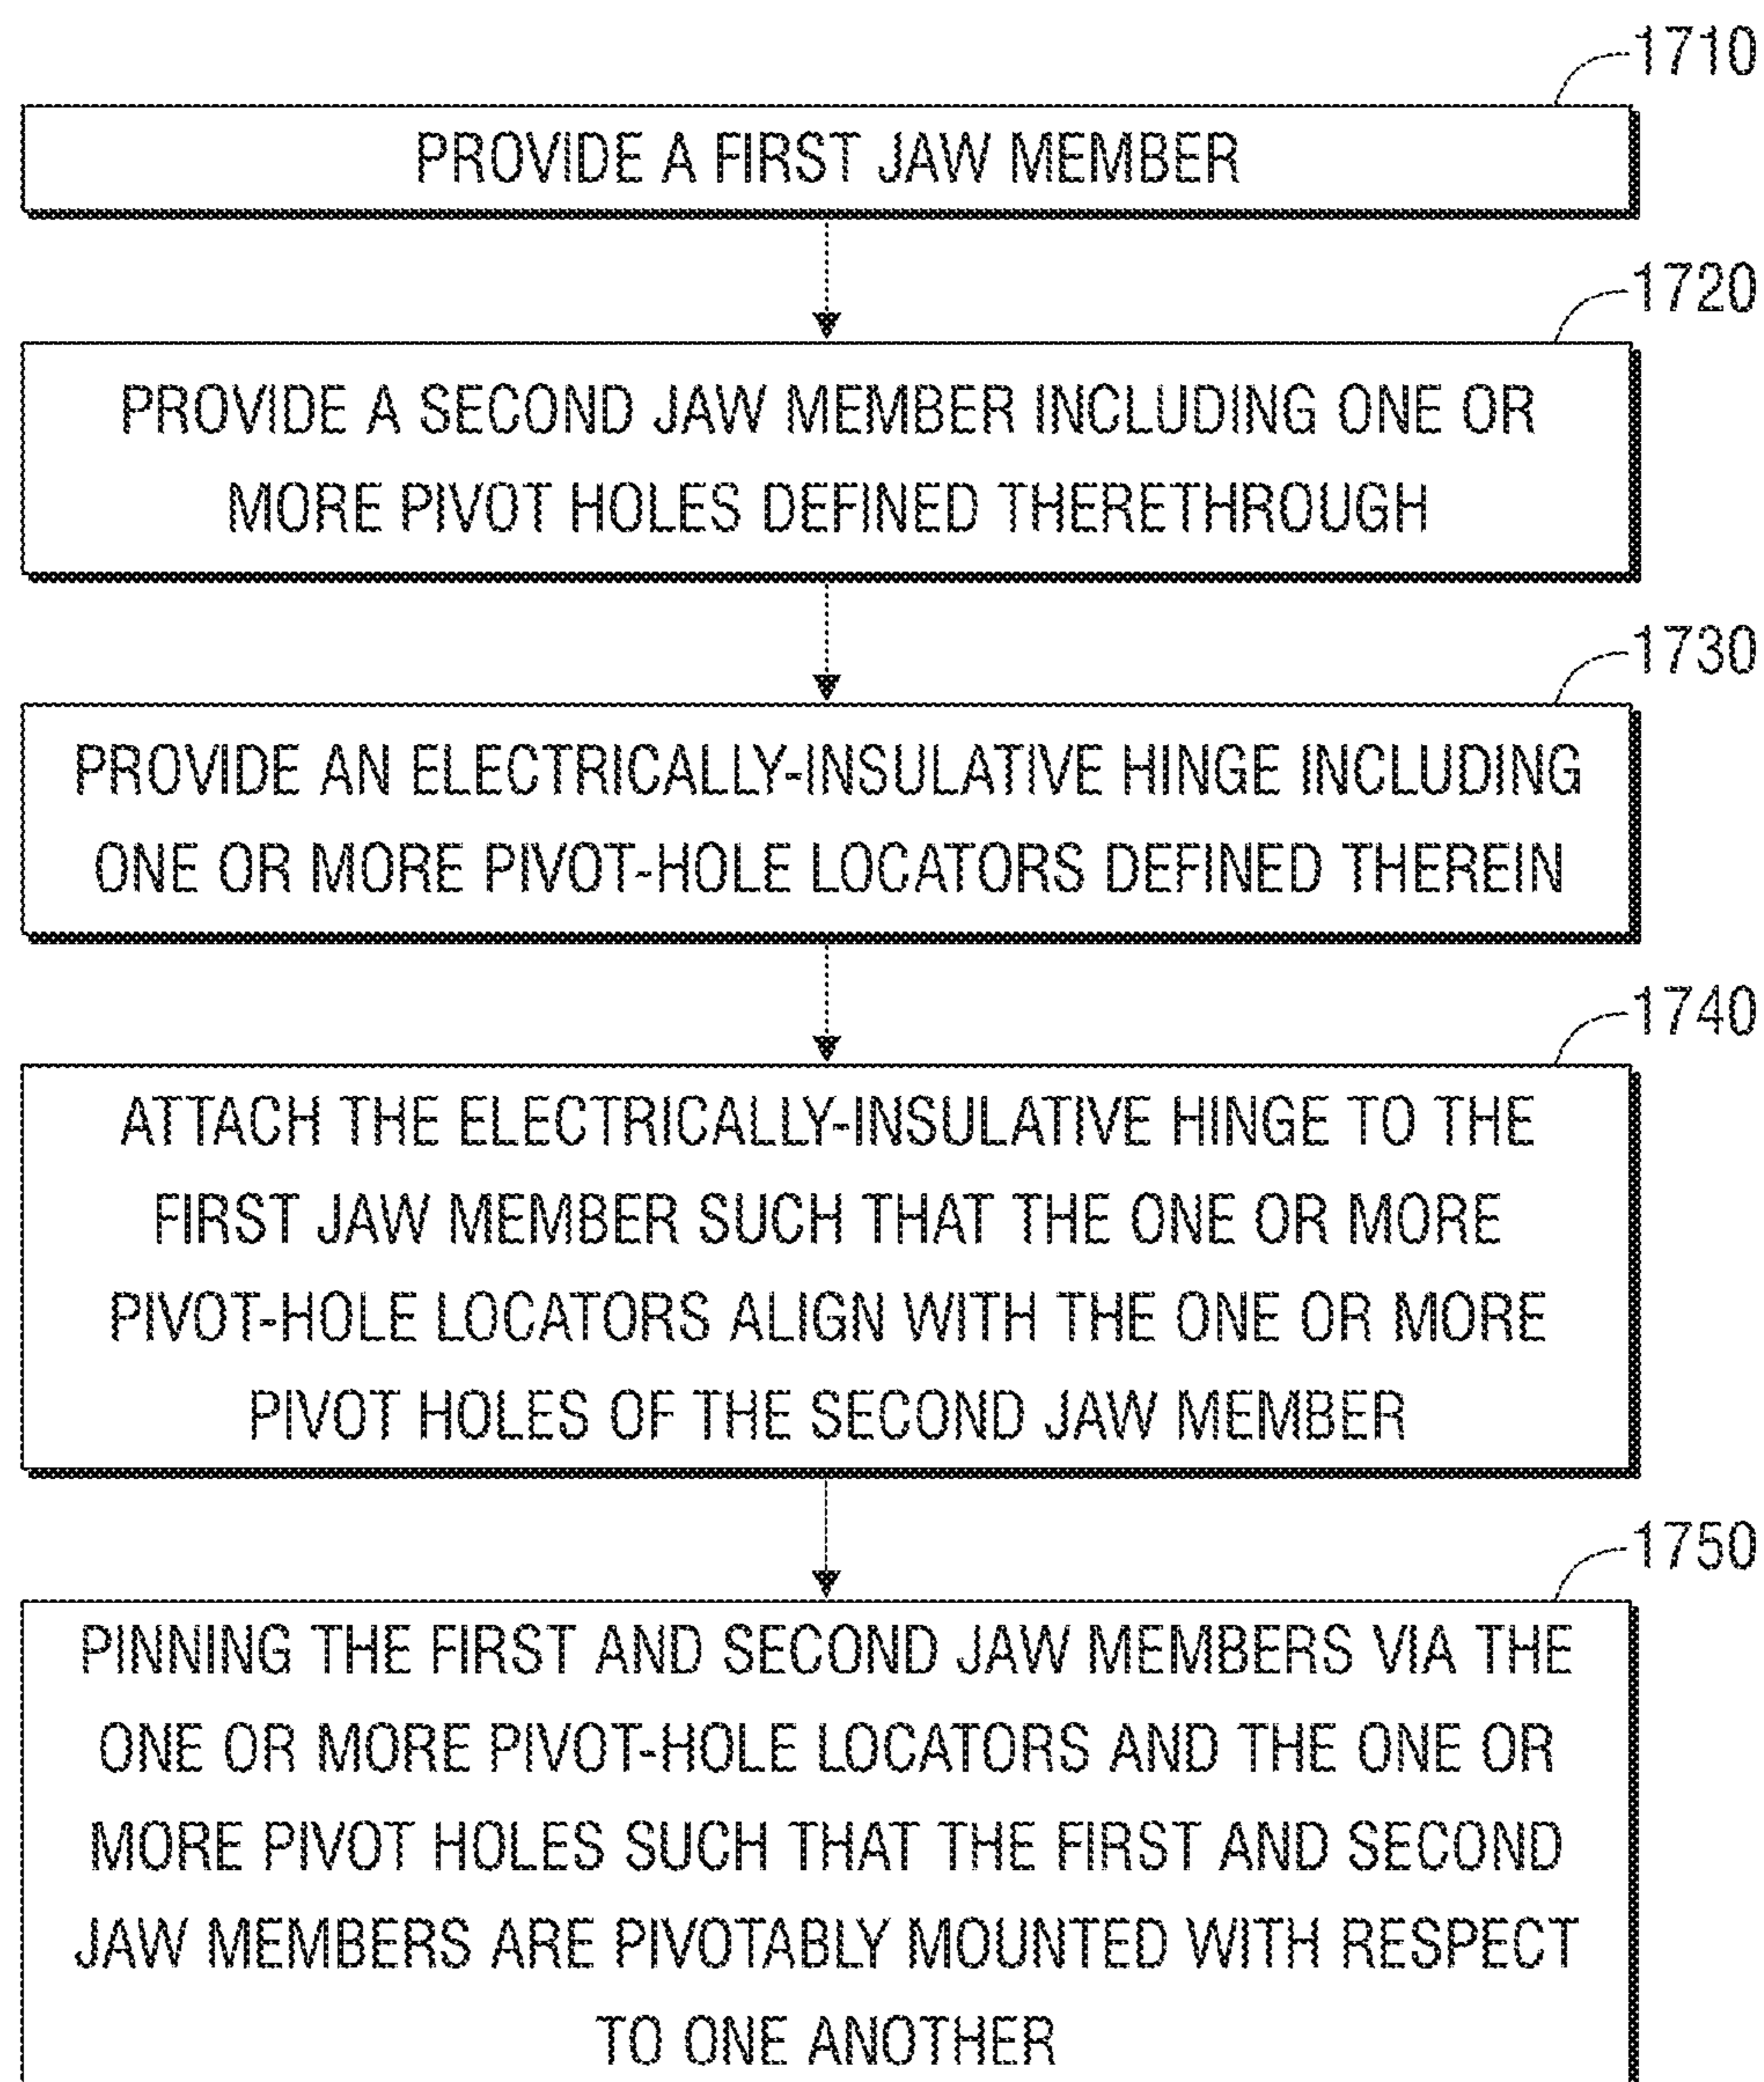 1710
PROVIDE A FIRST JAW MEMBER
1720
PROVIDE A SECOND JAW MEMBER INCLUDING ONE OR
MORE PIVOT HOLES DEFINED THERETHROUGH
1730
PROVIDE AN ELECTRICALLY-INSULATIVE HINGE INCLUDING
ONE OR MORE PIVOT-HOLE LOCATORS DEFINED THEREIN
1740
ATTACH THE ELECTRICALLY-INSULATIVE HINGE TO THE
FIRST JAW MEMBER SUCH THAT THE ONE OR MORE
PIVOT-HOLE LOCATORS ALIGN WITH THE ONE OR MORE
PIVOT HOLES OF THE SECOND JAW MEMBER
1750
PINNING THE FIRST AND SECOND JAW MEMBERS VIA THE
ONE OR MORE PIVOT-HOLE LOCATORS AND THE ONE OR
MORE PIVOT HOLES SUCH THAT THE FIRST AND SECOND
JAW MEMBERS ARE PIVOTABLY MOUNTED WITH RESPECT
TO ONE ANOTHER